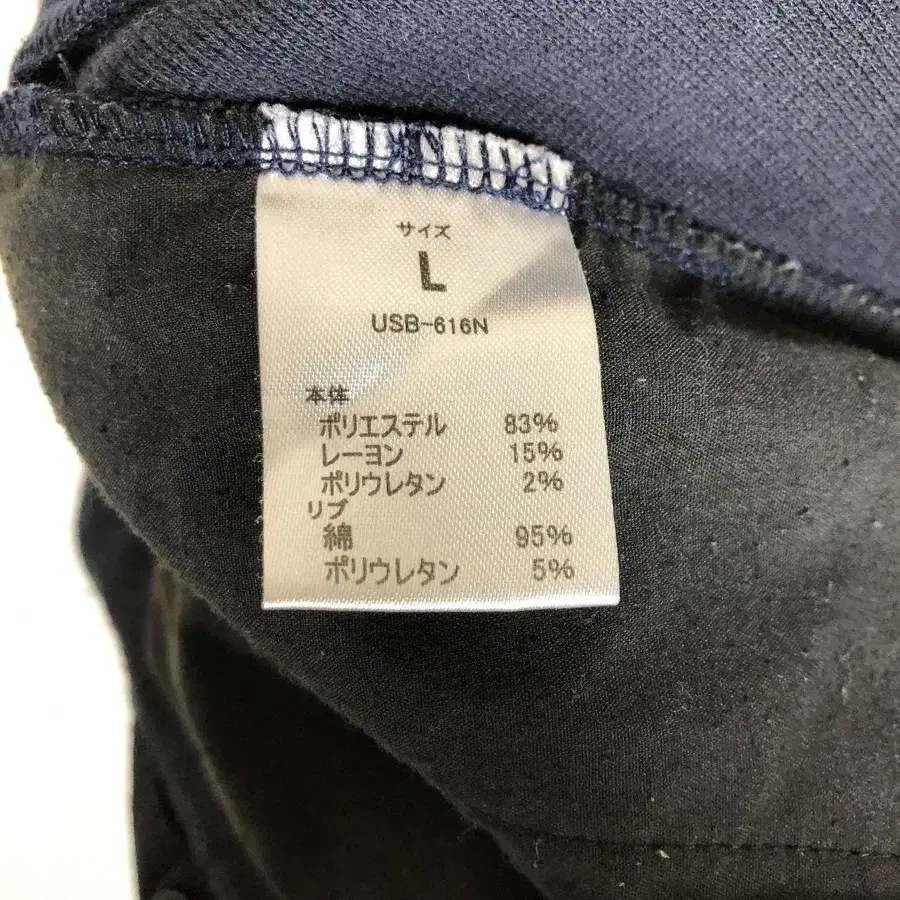 サイズ
L
USB-616N
本体
ポリエステル 83%
レーヨン 15%
ポリウレタン 2%
リブ
綿 95%
ポリウレタン 5%